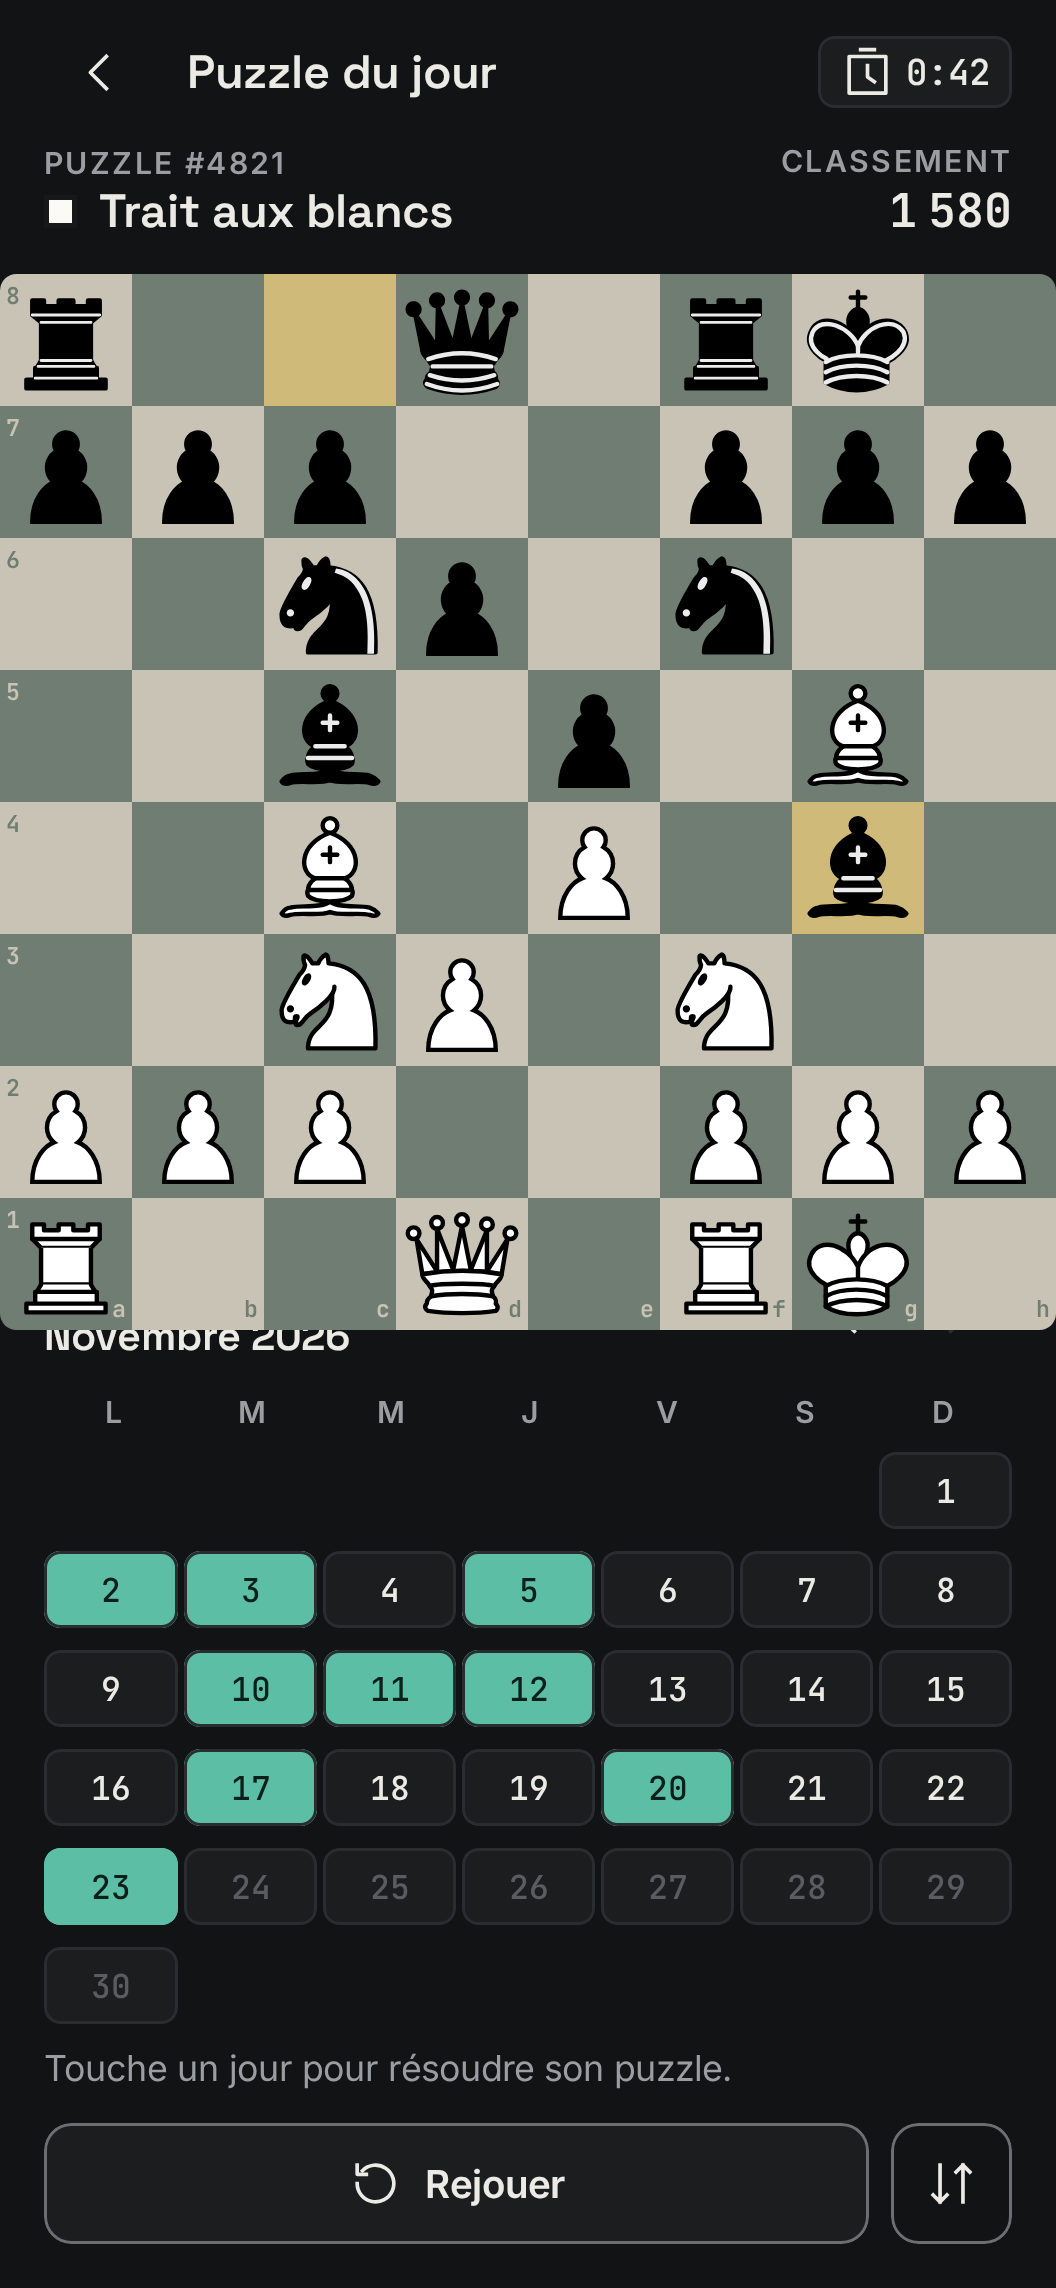 Puzzle du jour
0:42
PUZZLE #4821
CLASSEMENT
Trait aux blancs
1 580
8
7
6
5
4
3
2
1
a b c d e f g h
Novembre 2026
L M M J V S D
1
2 3 4 5 6 7 8
9 10 11 12 13 14 15
16 17 18 19 20 21 22
23 24 25 26 27 28 29
30
Touche un jour pour résoudre son puzzle.
Rejouer